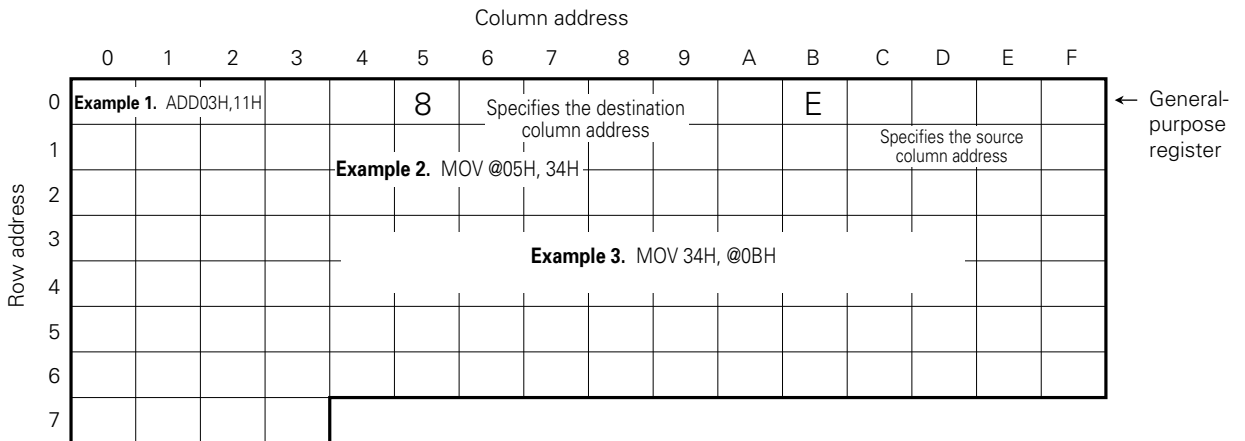 Column address
0 1 2 3 4 5 6 7 8 9 A B C D E F
0 Example 1. ADD03H,11H 8 Specifies the destination E ← General-
column address purpose
1 Specifies the source register
column address
Example 2. MOV @05H, 34H
2
3 Example 3. MOV 34H, @0BH
4
5
6
7
Row address